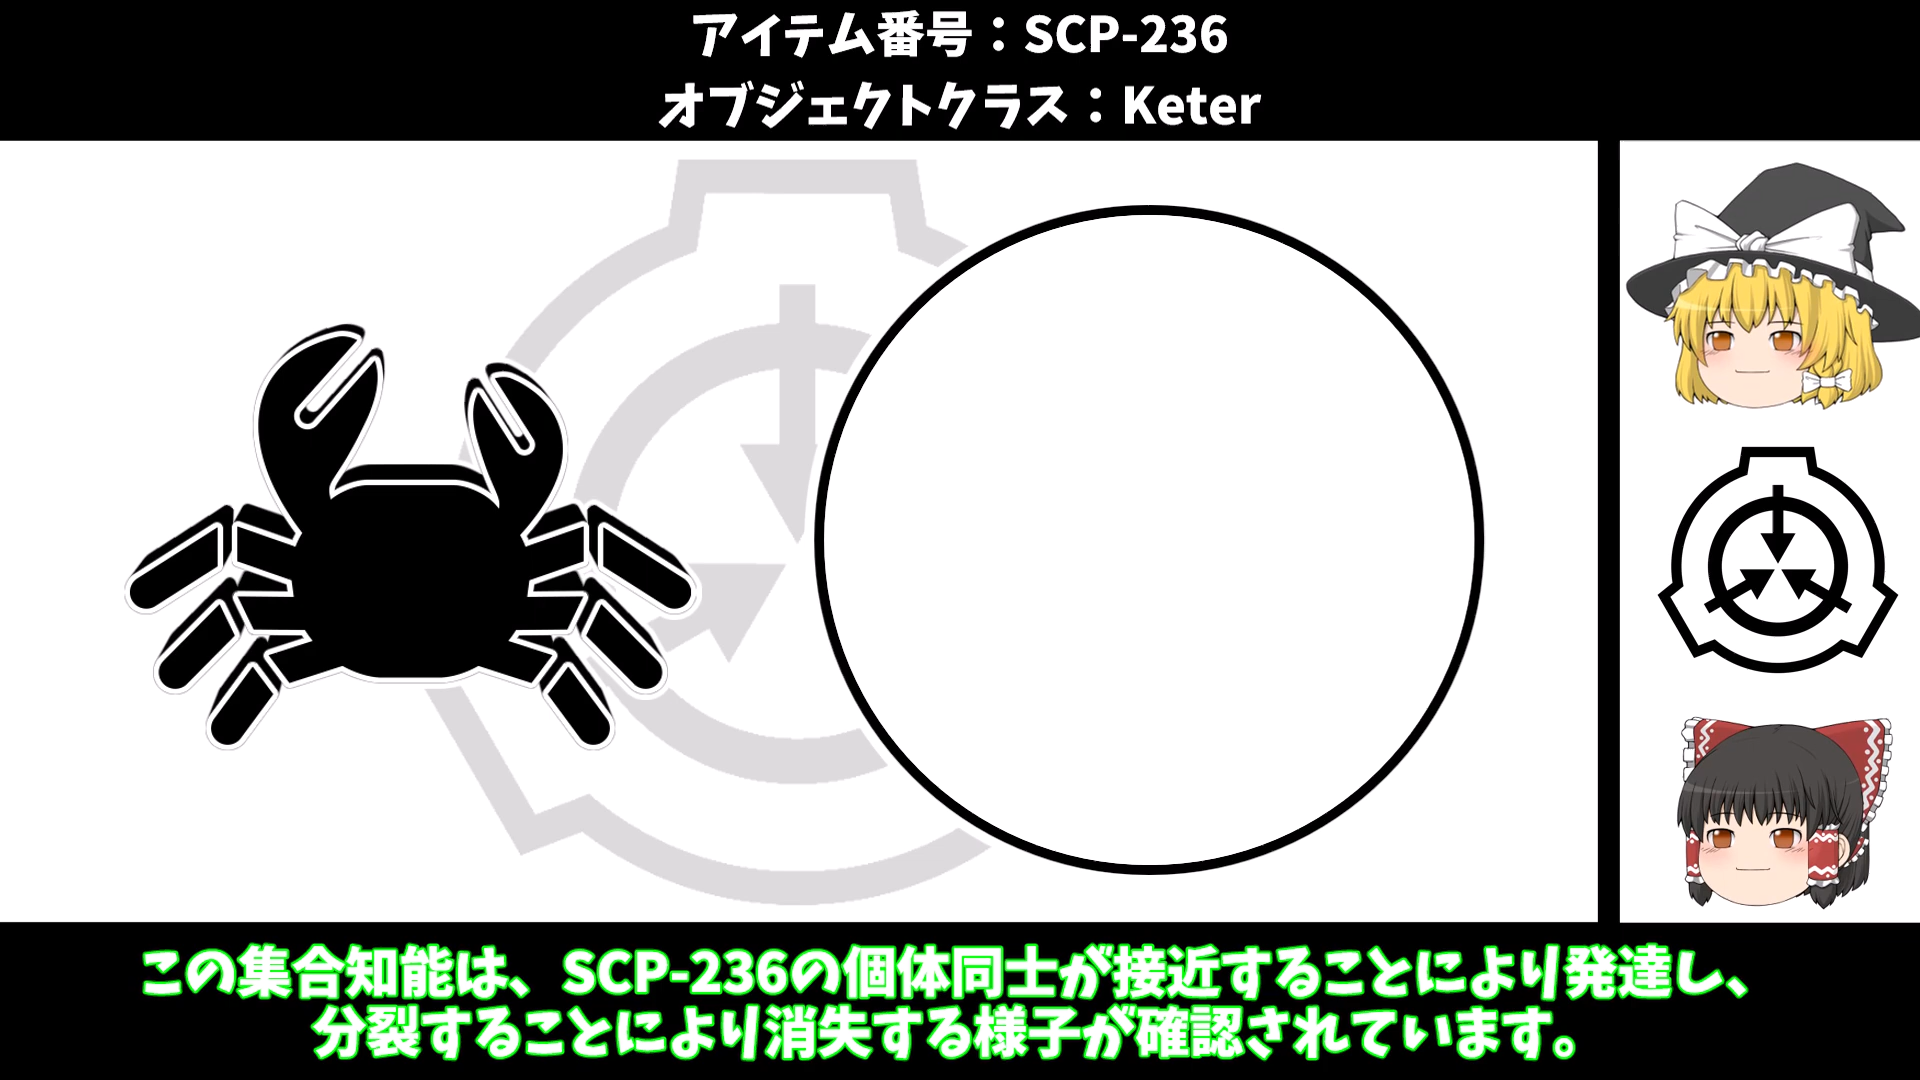 アイテム番号：SCP-236
オブジェクトクラス：Keter
この集合知能は、SCP-236の個体同士が接近することにより発達し、
分裂することにより消失する様子が確認されています。